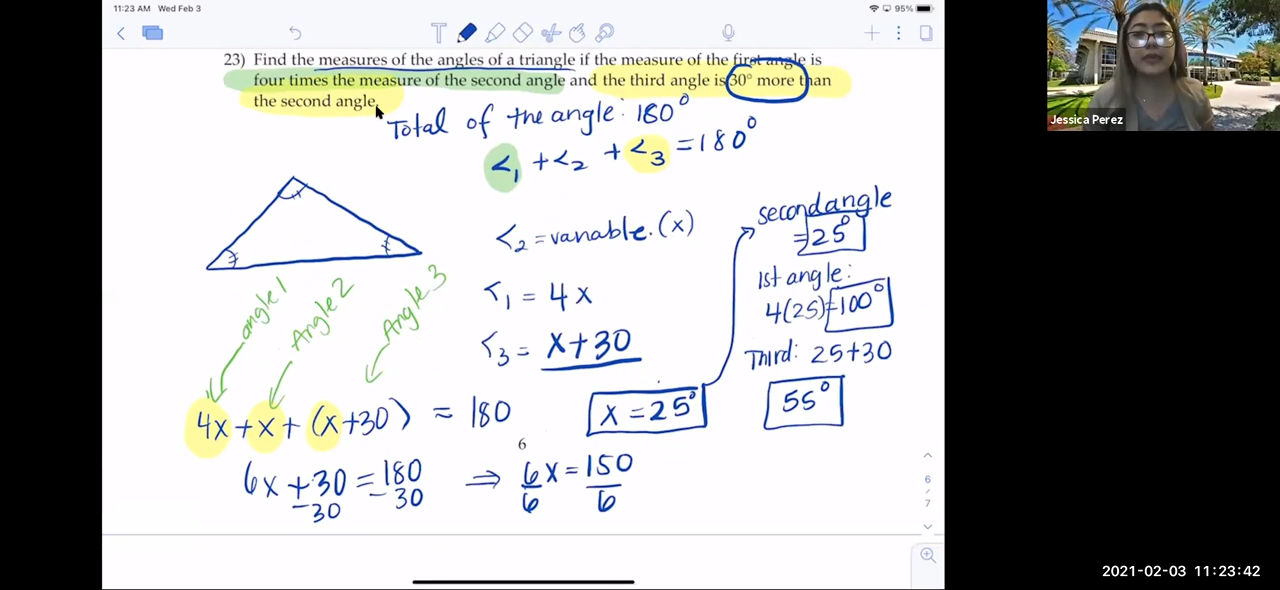 11:23 AM Wed Feb 3
95%
23) Find the measures of the angles of a triangle if the measure of the first angle is
four times the measure of the second angle and the third angle is 30° more than
the second angle.
Total of the angle: 180°
<1 + <2 + <3 = 180°
<2 = variable. (x)
<1 = 4x
<3 = x+30
angle 1
Angle 2
Angle 3
4x + x + (x+30) = 180
6x + 30 = 180
-30 -30
⇒ 6x = 150
6 6
x = 25°
second angle
= 25°
1st angle:
4(25) = 100°
Third: 25+30
55°
6
6
/
7
Jessica Perez
2021-02-03 11:23:42